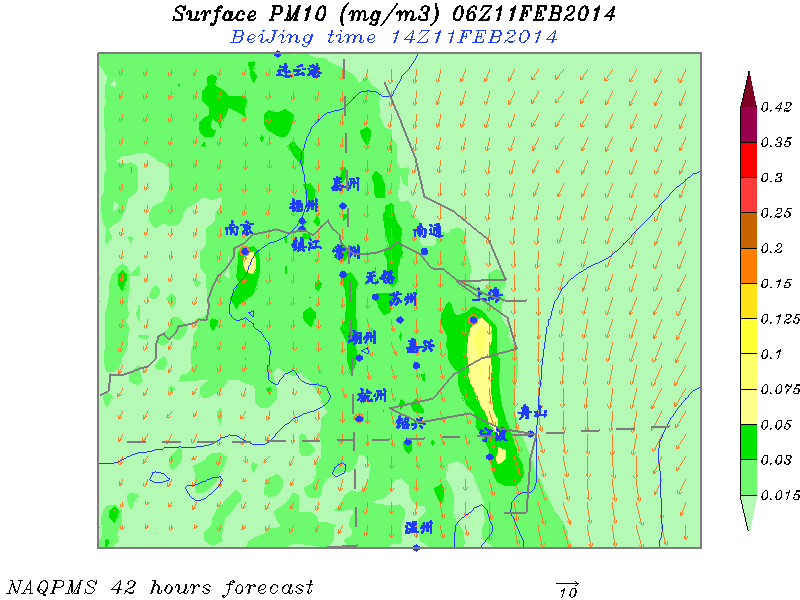 Surface PM10 (mg/m3) 06Z11FEB2014
BeiJing time 14Z11FEB2014
连云港
0.42
0.35
0.3
0.25
0.2
0.15
0.125
0.1
0.075
0.05
0.03
0.015
泰州
扬州
南京
南通
镇江
常州
无锡
苏州
上海
湖州
嘉兴
杭州
舟山
绍兴
宁波
温州
NAQPMS 42 hours forecast
10